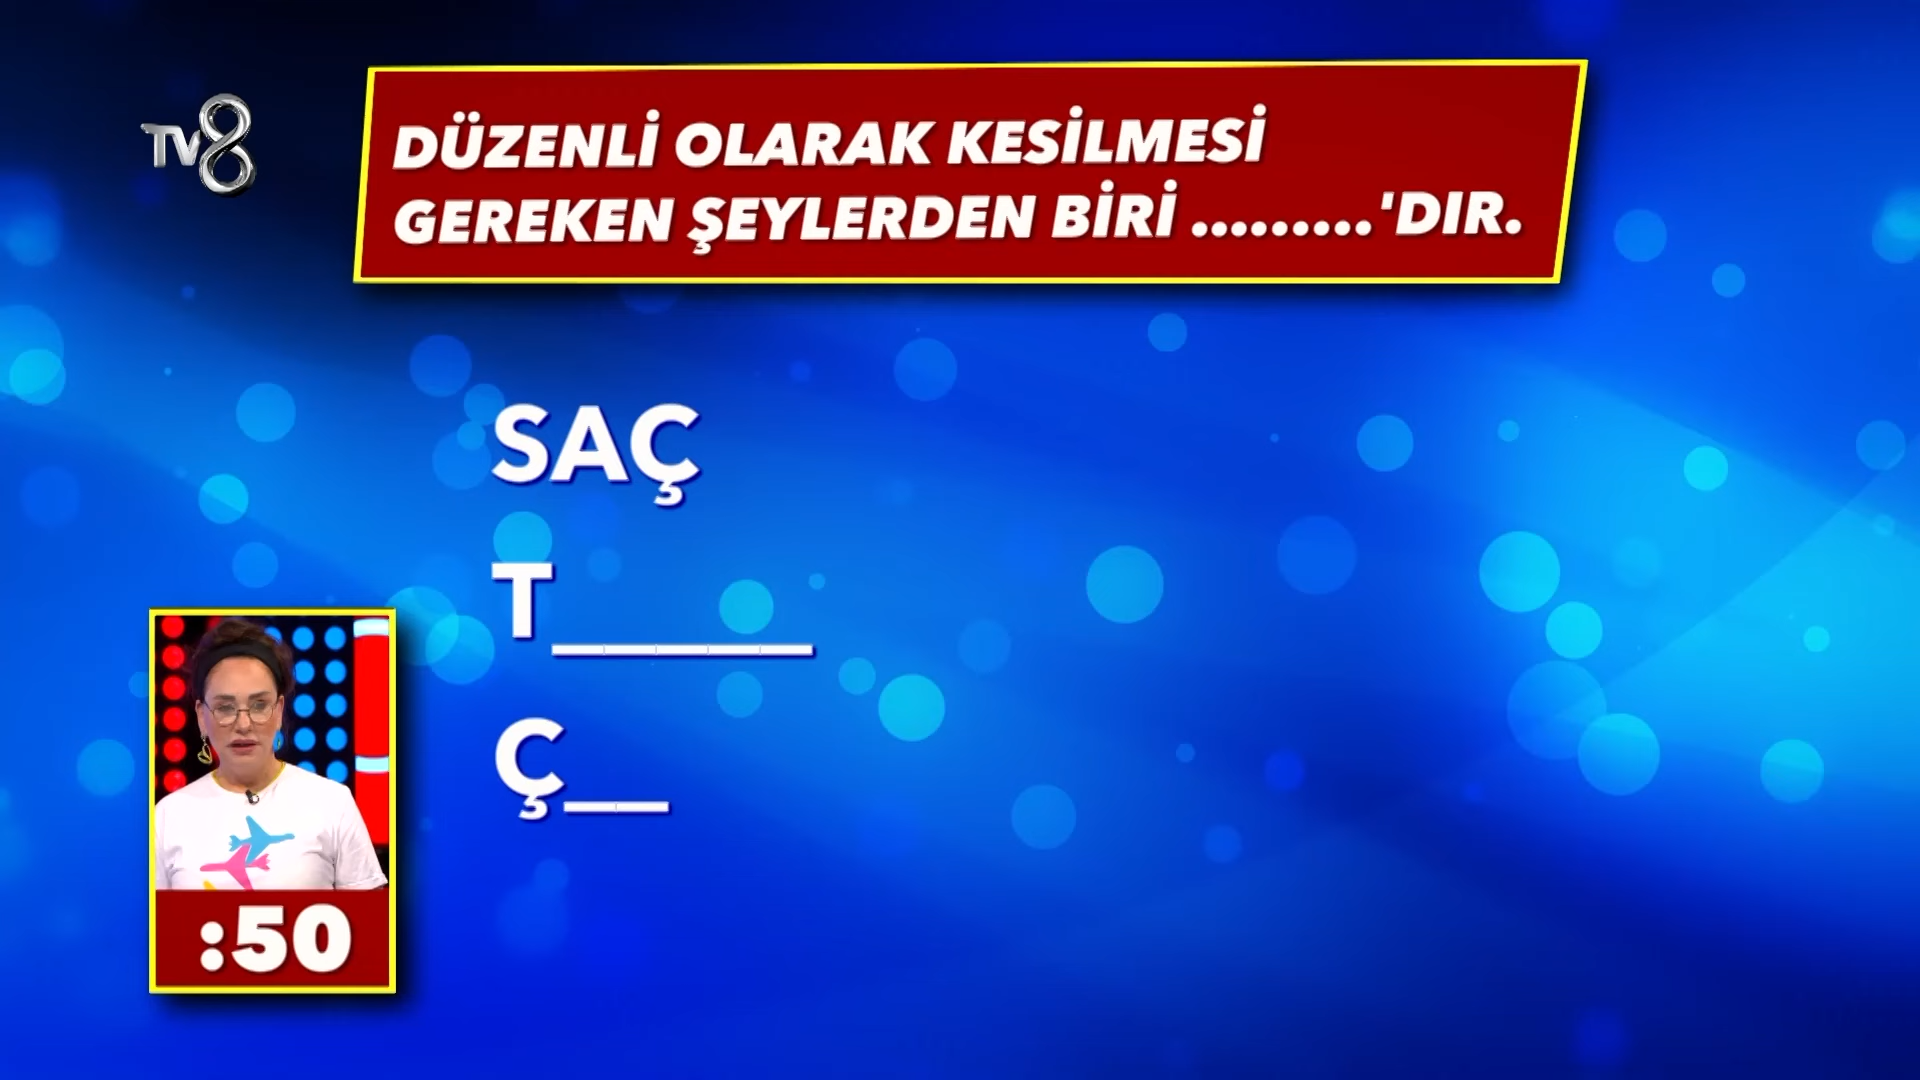 TV8
DÜZENLİ OLARAK KESİLMESİ
GEREKEN ŞEYLERDEN BİRİ .........'DIR.
SAÇ
T_____
Ç__
:50